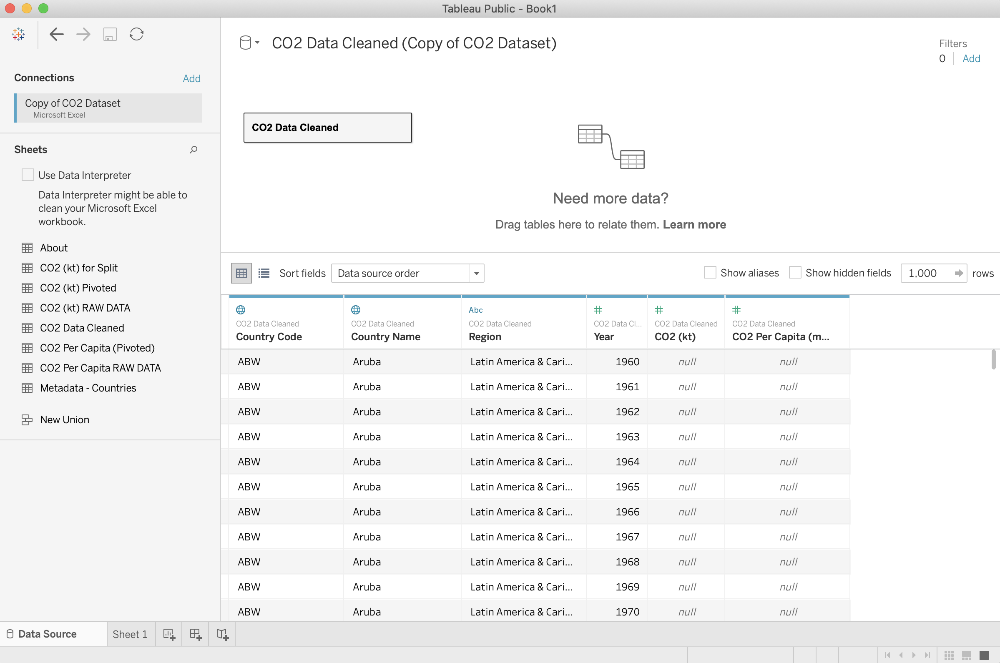 Tableau Public - Book1
Connections
Add
Copy of CO2 Dataset
Microsoft Excel
Sheets
Use Data Interpreter
Data Interpreter might be able to
clean your Microsoft Excel
workbook.
About
CO2 (kt) for Split
CO2 (kt) Pivoted
CO2 (kt) RAW DATA
CO2 Data Cleaned
CO2 Per Capita (Pivoted)
CO2 Per Capita RAW DATA
Metadata - Countries
New Union
CO2 Data Cleaned (Copy of CO2 Dataset)
Filters
0 Add
CO2 Data Cleaned
Need more data?
Drag tables here to relate them. Learn more
Sort fields Data source order Show aliases Show hidden fields 1,000 rows
Abc # # #
CO2 Data Cleaned CO2 Data Cleaned CO2 Data Cleaned CO2 Data Cl... CO2 Data Cleaned CO2 Data Cleaned
Country Code Country Name Region Year CO2 (kt) CO2 Per Capita (m...
ABW Aruba Latin America & Cari... 1960 null null
ABW Aruba Latin America & Cari... 1961 null null
ABW Aruba Latin America & Cari... 1962 null null
ABW Aruba Latin America & Cari... 1963 null null
ABW Aruba Latin America & Cari... 1964 null null
ABW Aruba Latin America & Cari... 1965 null null
ABW Aruba Latin America & Cari... 1966 null null
ABW Aruba Latin America & Cari... 1967 null null
ABW Aruba Latin America & Cari... 1968 null null
ABW Aruba Latin America & Cari... 1969 null null
ABW Aruba Latin America & Cari... 1970 null null
Data Source Sheet 1